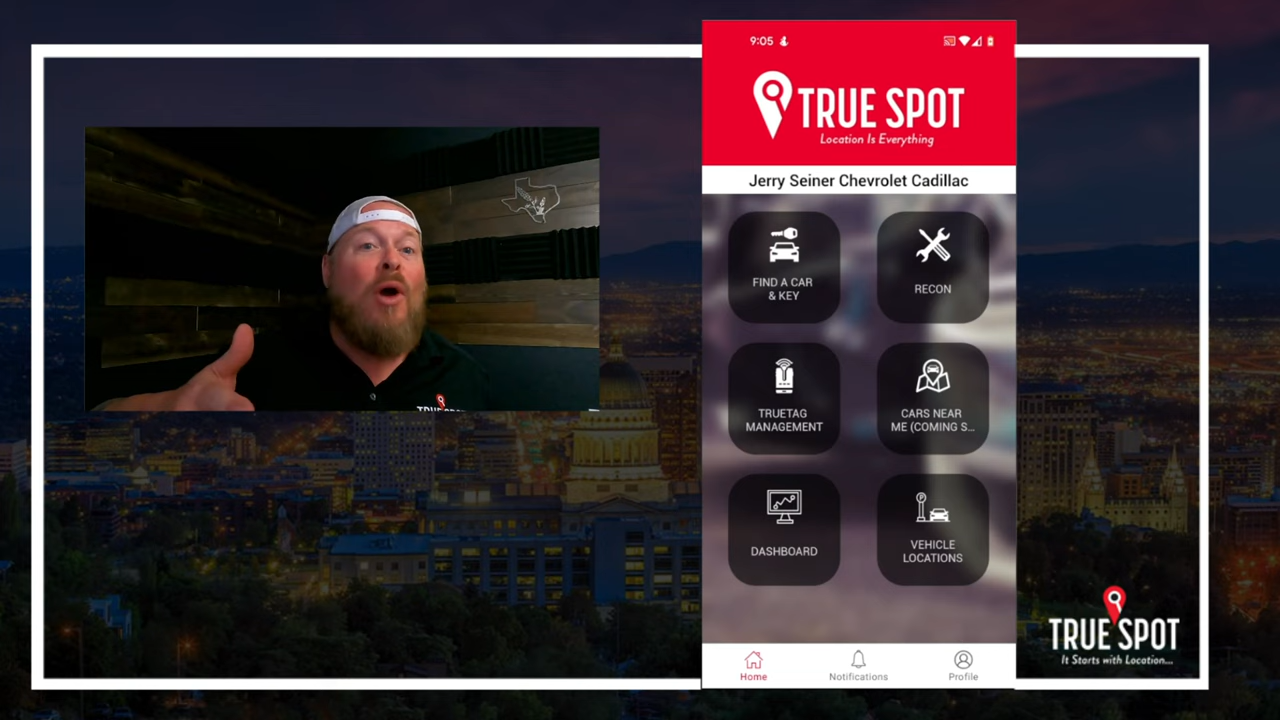 9:05
TRUE SPOT
Location Is Everything
Jerry Seiner Chevrolet Cadillac
FIND A CAR
& KEY
RECON
TRUETAG
MANAGEMENT
CARS NEAR
ME (COMING S...
DASHBOARD
VEHICLE
LOCATIONS
Home
Notifications
Profile
TRUE SPOT
It Starts with Location...